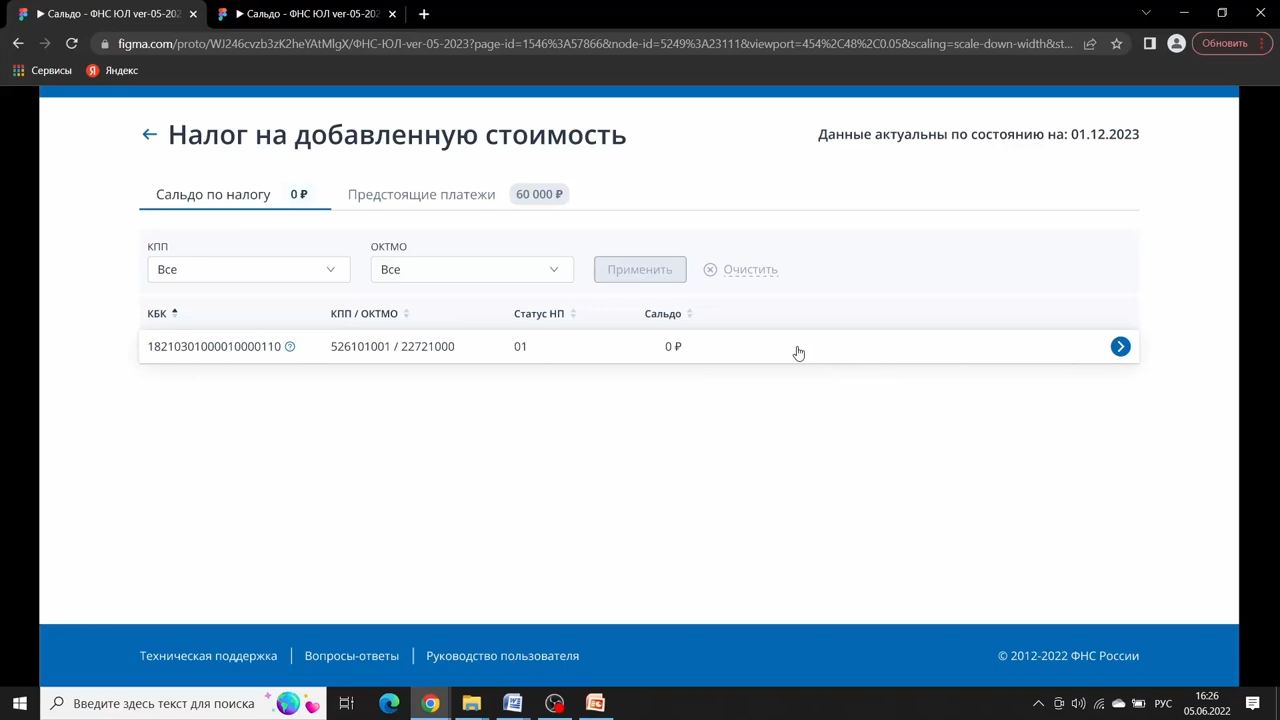 ▶ Сальдо - ФНС ЮЛ ver-05-202
▶ Сальдо - ФНС ЮЛ ver-05-202
figma.com/proto/WJ246cvzb3zK2heYAtMlgX/ФНС-ЮЛ-ver-05-2023?page-id=1546%3A57866&node-id=5249%3A23111&viewport=454%2C48%2C0.05&scaling=scale-down-width&st...
Обновить
Сервисы
Я Яндекс
Налог на добавленную стоимость
Данные актуальны по состоянию на: 01.12.2023
Сальдо по налогу 0 ₽ Предстоящие платежи 60 000 ₽
КПП ОКТМО
Все Все Применить Очистить
КБК КПП / ОКТМО Статус НП Сальдо
18210301000010000110 526101001 / 22721000 01 0 ₽
Техническая поддержка Вопросы-ответы Руководство пользователя © 2012-2022 ФНС России
Введите здесь текст для поиска
РУС
16:26
05.06.2022